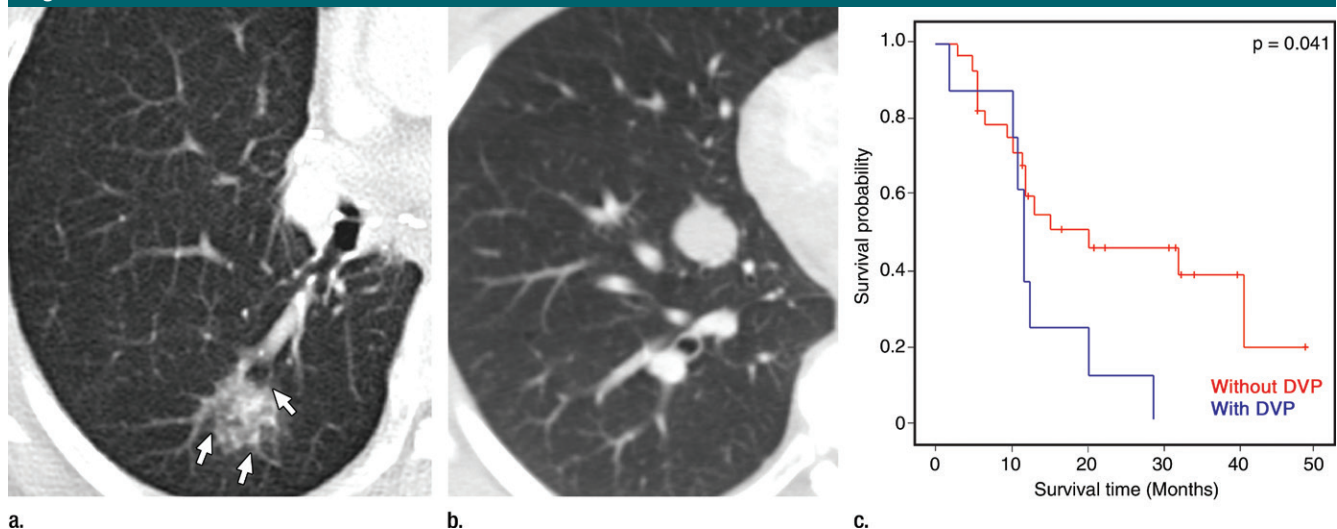 p = 0.041
1.0
0.8
0.6
0.4
0.2
0
Survival probability
Without DVP
With DVP
0 10 20 30 40 50
Survival time (Months)
a. b. c.